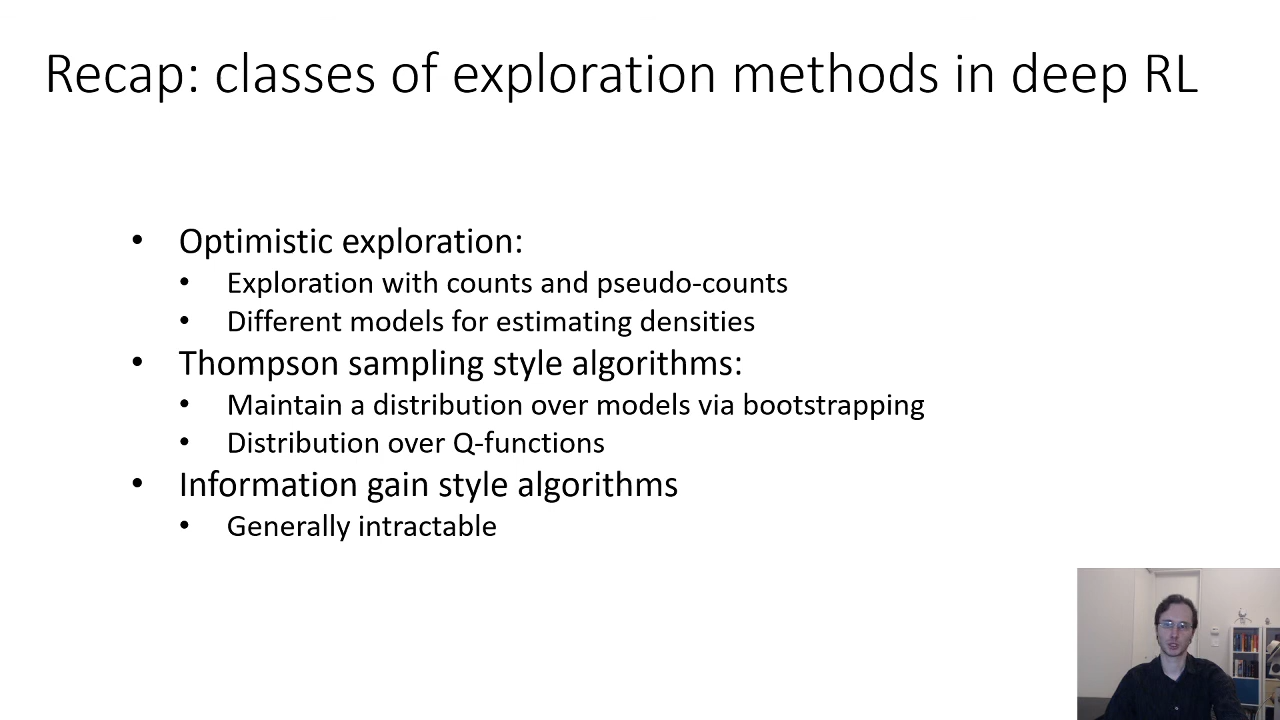 Recap: classes of exploration methods in deep RL
• Optimistic exploration:
• Exploration with counts and pseudo-counts
• Different models for estimating densities
• Thompson sampling style algorithms:
• Maintain a distribution over models via bootstrapping
• Distribution over Q-functions
• Information gain style algorithms
• Generally intractable